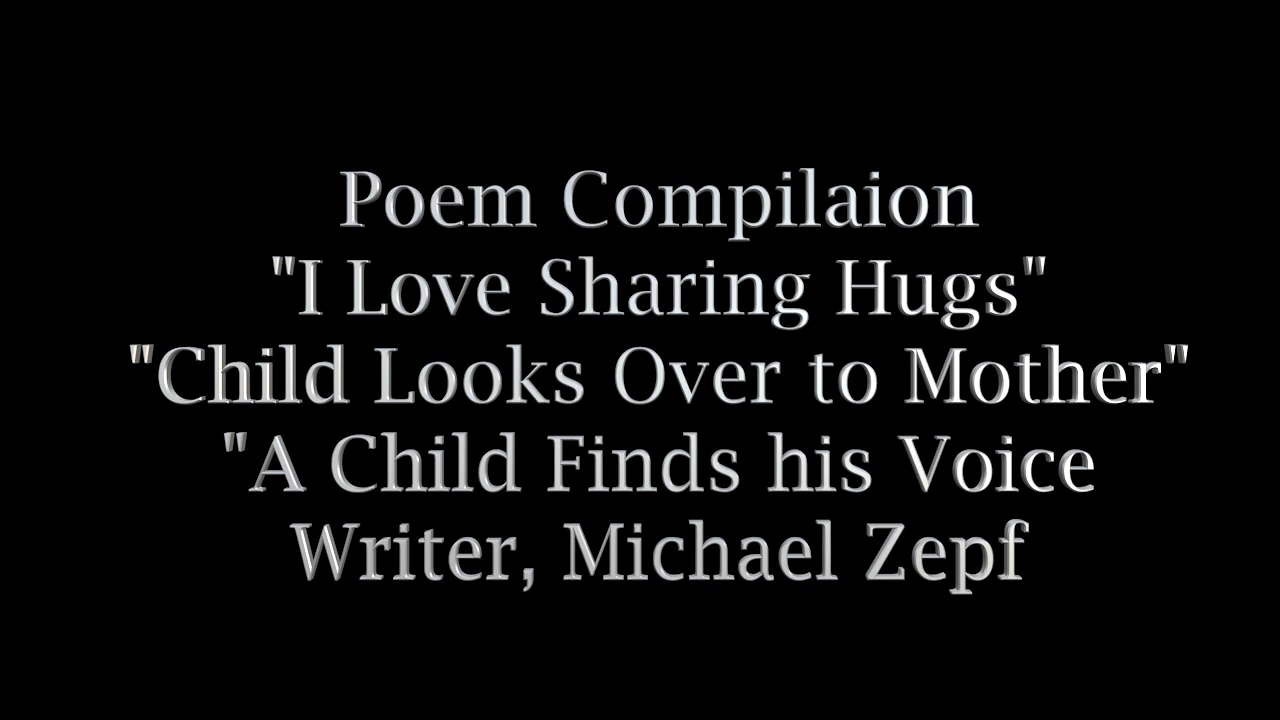 Poem Compilaion
"I Love Sharing Hugs"
"Child Looks Over to Mother"
"A Child Finds his Voice
Writer, Michael Zepf